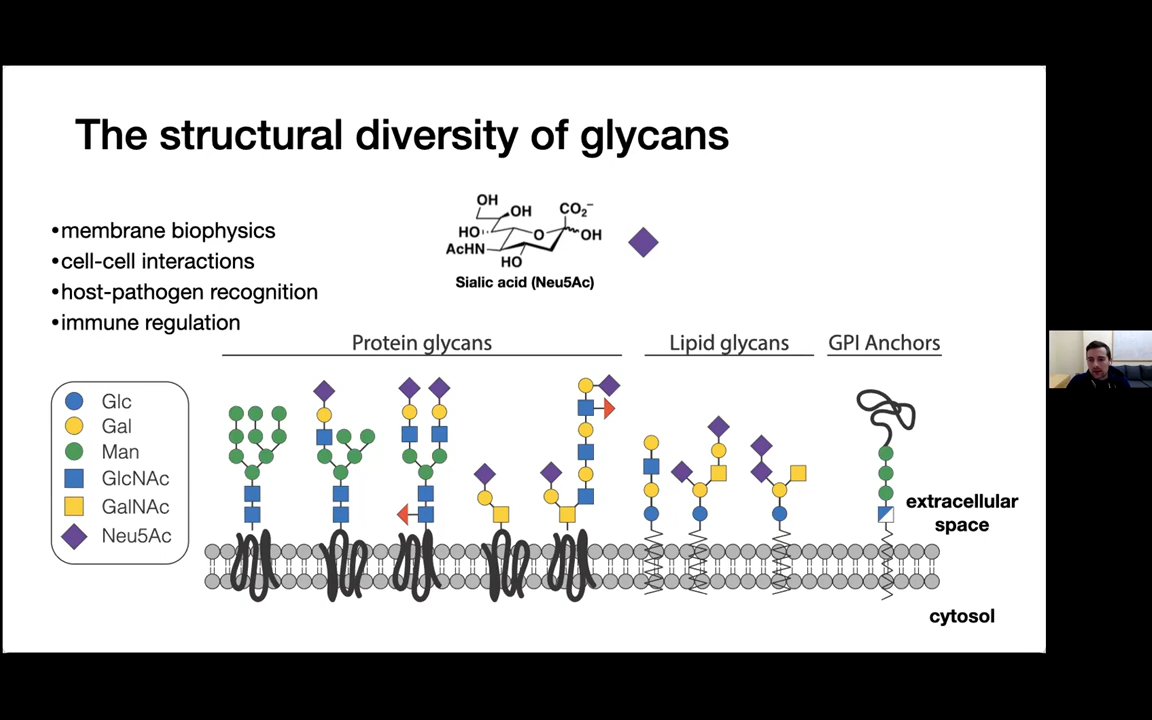 The structural diversity of glycans
•membrane biophysics
•cell-cell interactions
•host-pathogen recognition
•immune regulation
OH
OH
CO2−
HO
O
OH
AcHN
HO
Sialic acid (Neu5Ac)
Protein glycans
Lipid glycans
GPI Anchors
Glc
Gal
Man
GlcNAc
GalNAc
Neu5Ac
extracellular
space
cytosol